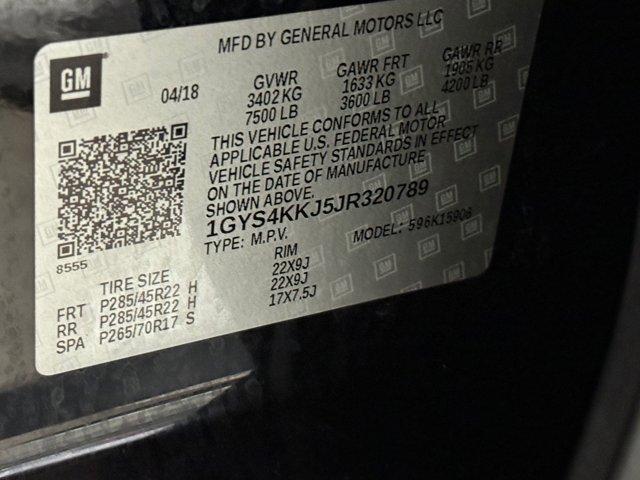 MFD BY GENERAL MOTORS LLC
GM
04/18
GVWR GAWR FRT GAWR RR
3402 KG 1633 KG 1905 KG
7500 LB 3600 LB 4200 LB
THIS VEHICLE CONFORMS TO ALL
APPLICABLE U.S. FEDERAL MOTOR
VEHICLE SAFETY STANDARDS IN EFFECT
ON THE DATE OF MANUFACTURE
SHOWN ABOVE.
1GYS4KKJ5JR320789
TYPE: M.P.V. MODEL: 596K15906
8555
TIRE SIZE RIM
FRT P285/45R22 H 22X9J
RR P285/45R22 H 22X9J
SPA P265/70R17 S 17X7.5J